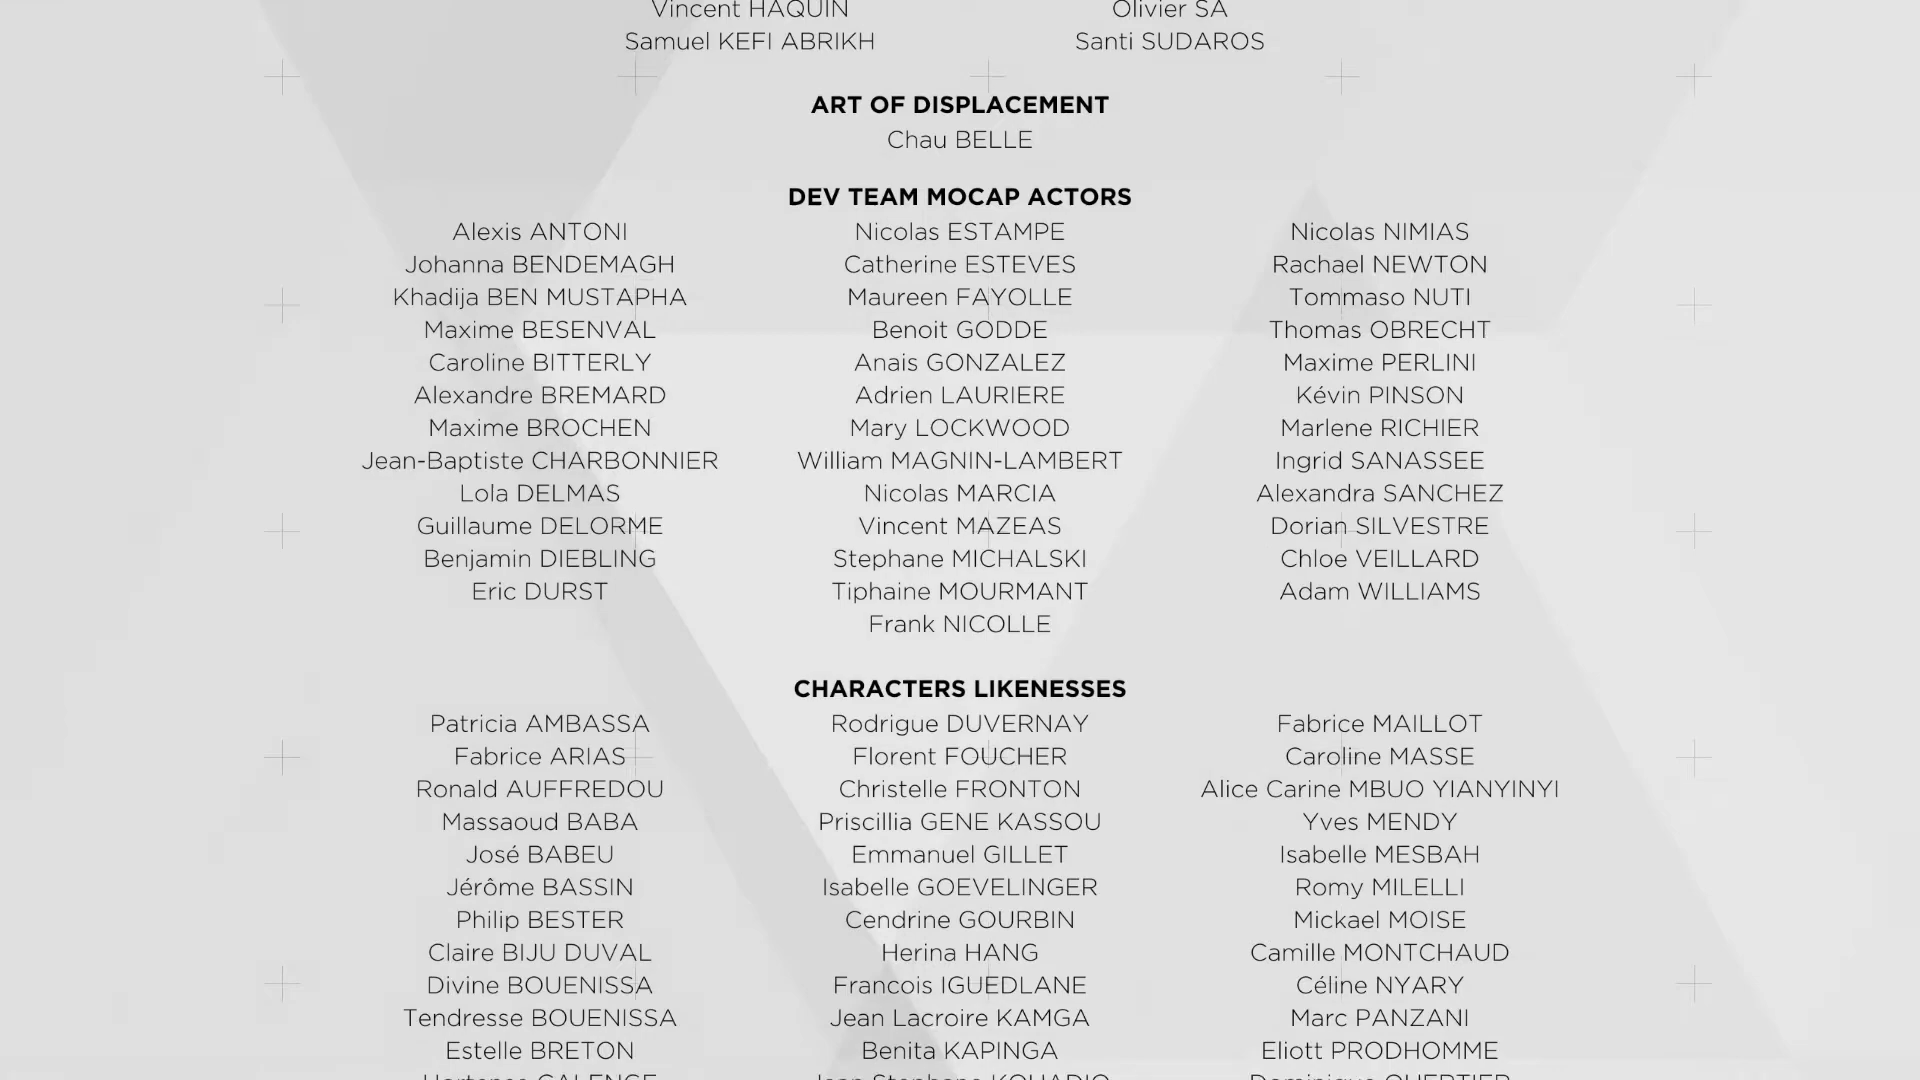 Vincent HAQUIN Olivier SA
Samuel KEFI ABRIKH Santi SUDAROS
ART OF DISPLACEMENT
Chau BELLE
DEV TEAM MOCAP ACTORS
Alexis ANTONI Nicolas ESTAMPE Nicolas NIMIAS
Johanna BENDEMAGH Catherine ESTEVES Rachael NEWTON
Khadija BEN MUSTAPHA Maureen FAYOLLE Tommaso NUTI
Maxime BESENVAL Benoit GODDE Thomas OBRECHT
Caroline BITTERLY Anais GONZALEZ Maxime PERLINI
Alexandre BREMARD Adrien LAURIERE Kévin PINSON
Maxime BROCHEN Mary LOCKWOOD Marlene RICHIER
Jean-Baptiste CHARBONNIER William MAGNIN-LAMBERT Ingrid SANASSEE
Lola DELMAS Nicolas MARCIA Alexandra SANCHEZ
Guillaume DELORME Vincent MAZEAS Dorian SILVESTRE
Benjamin DIEBLING Stephane MICHALSKI Chloe VEILLARD
Eric DURST Tiphaine MOURMANT Adam WILLIAMS
Frank NICOLLE
CHARACTERS LIKENESSES
Patricia AMBASSA Rodrigue DUVERNAY Fabrice MAILLOT
Fabrice ARIAS Florent FOUCHER Caroline MASSE
Ronald AUFFREDOU Christelle FRONTON Alice Carine MBUO YIANYINYI
Massaoud BABA Priscillia GENE KASSOU Yves MENDY
José BABEU Emmanuel GILLET Isabelle MESBAH
Jérôme BASSIN Isabelle GOEVELINGER Romy MILELLI
Philip BESTER Cendrine GOURBIN Mickael MOISE
Claire BIJU DUVAL Herina HANG Camille MONTCHAUD
Divine BOUENISSA Francois IGUEDLANE Céline NYARY
Tendresse BOUENISSA Jean Lacroire KAMGA Marc PANZANI
Estelle BRETON Benita KAPINGA Eliott PRODHOMME